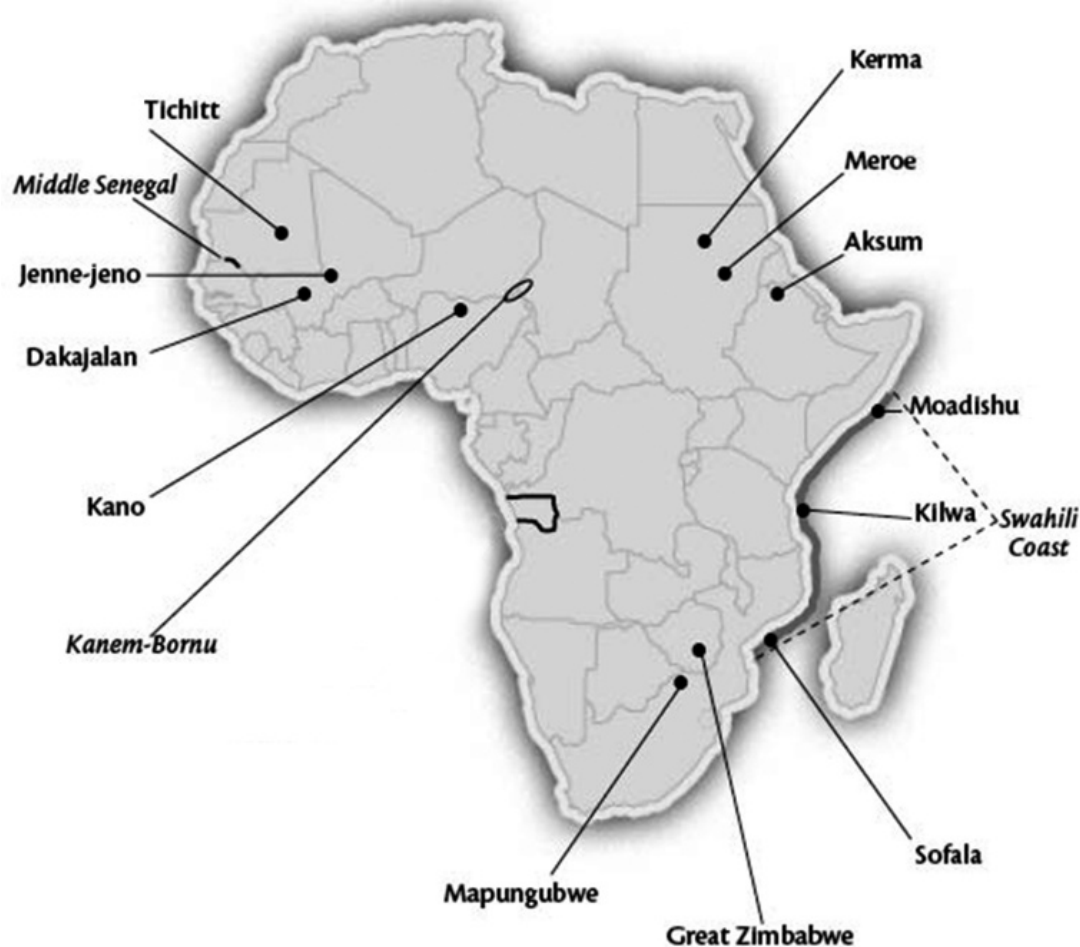 Kerma
Tichitt
Meroe
Middle Senegal
Aksum
Jenne-jeno
Dakajalan
Moadishu
Kano
Kilwa
Swahili
Coast
Kanem-Bornu
Sofala
Mapungubwe
Great Zimbabwe